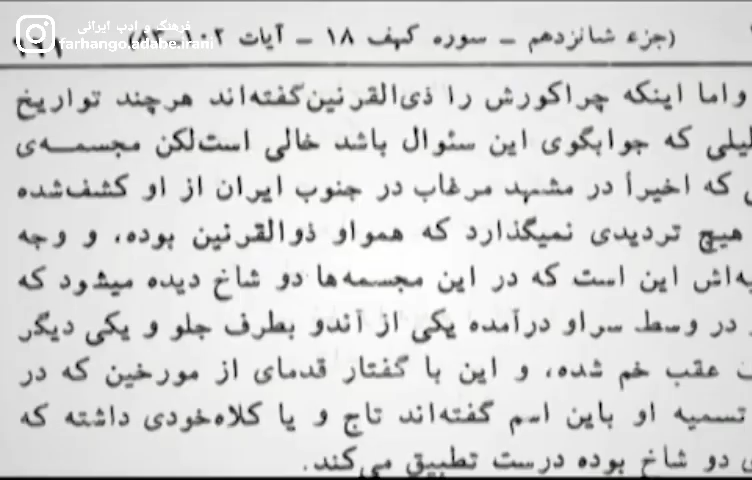 فرهنگ و ادب ایرانی
farhango.adabe.irani
(جزء شانزدهم ــ سوره کهف ۱۸ ــ آیات ۱۰۲
واما اینکه چراکورش را ذی‌القرنین‌گفته‌اند هرچند تواریخ
که جوابگوی این سئوال باشد خالی است‌لکن مجسمه‌ی
که اخیراً در مشهد مرغاب در جنوب ایران از او کشف‌شده
هیچ تردیدی نمیگذارد که همو‌او ذوالقرنین بوده، و وجه
این است که در این مجسمه‌ها دو شاخ دیده میشود که
در وسط سراو درآمده یکی از آندو بطرف جلو و یکی دیگر
عقب خم شده، و این با گفتار قدمای از مورخین که در
تسمیه او باین اسم گفته‌اند تاج و یا کلاه‌خودی داشته که
دو شاخ بوده درست تطبیق می‌کند.